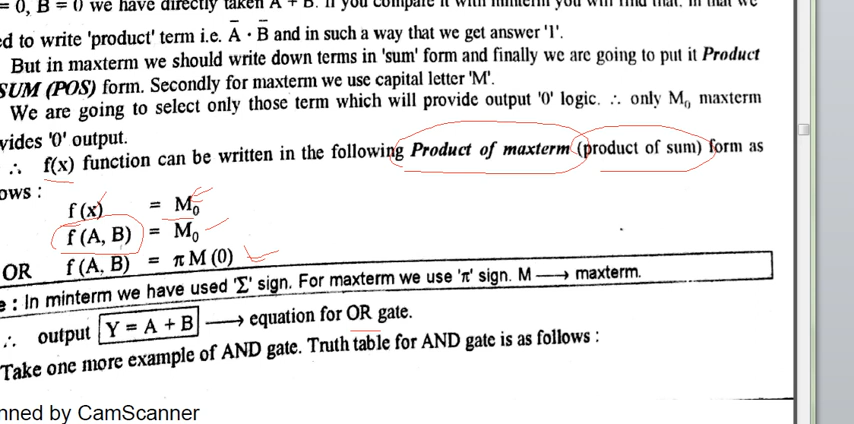 = 0, B = 0 we have directly taken A + B. If you compare it with minterm you will find that. In that we
ed to write 'product' term i.e. A̅ · B̅ and in such a way that we get answer '1'.
But in maxterm we should write down terms in 'sum' form and finally we are going to put it Product
SUM (POS) form. Secondly for maxterm we use capital letter 'M'.
We are going to select only those term which will provide output '0' logic. ∴ only M₀ maxterm
vides '0' output.
∴ f(x) function can be written in the following Product of maxterm (product of sum) form as
ows :
f (x) = M₀
f (A, B) = M₀
OR f (A, B) = π M (0)
e : In minterm we have used 'Σ' sign. For maxterm we use 'π' sign. M ⟶ maxterm.
∴ output Y = A + B ⟶ equation for OR gate.
Take one more example of AND gate. Truth table for AND gate is as follows :
nned by CamScanner